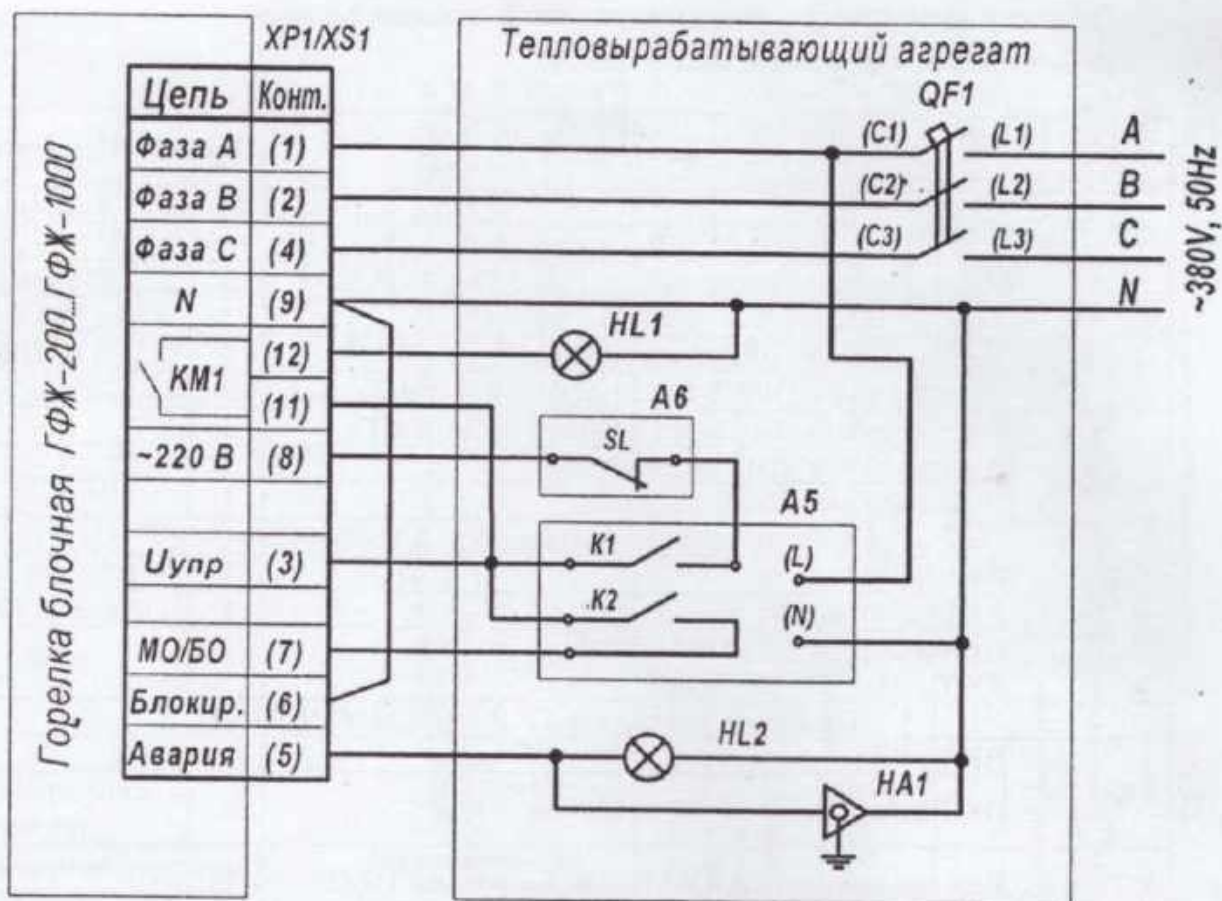 Горелка блочная ГФЖ-200...ГФЖ-1000
XP1/XS1
Цепь Конт.
Фаза А (1)
Фаза В (2)
Фаза С (4)
N (9)
(12)
KM1
(11)
~220 В (8)
Uупр (3)
МО/БО (7)
Блокир. (6)
Авария (5)
Тепловырабатывающий агрегат
QF1
(C1) (L1) A
(C2) (L2) B
(C3) (L3) C
N
~380V, 50Hz
HL1
A6
SL
A5
K1
(L)
K2
(N)
HL2
HA1